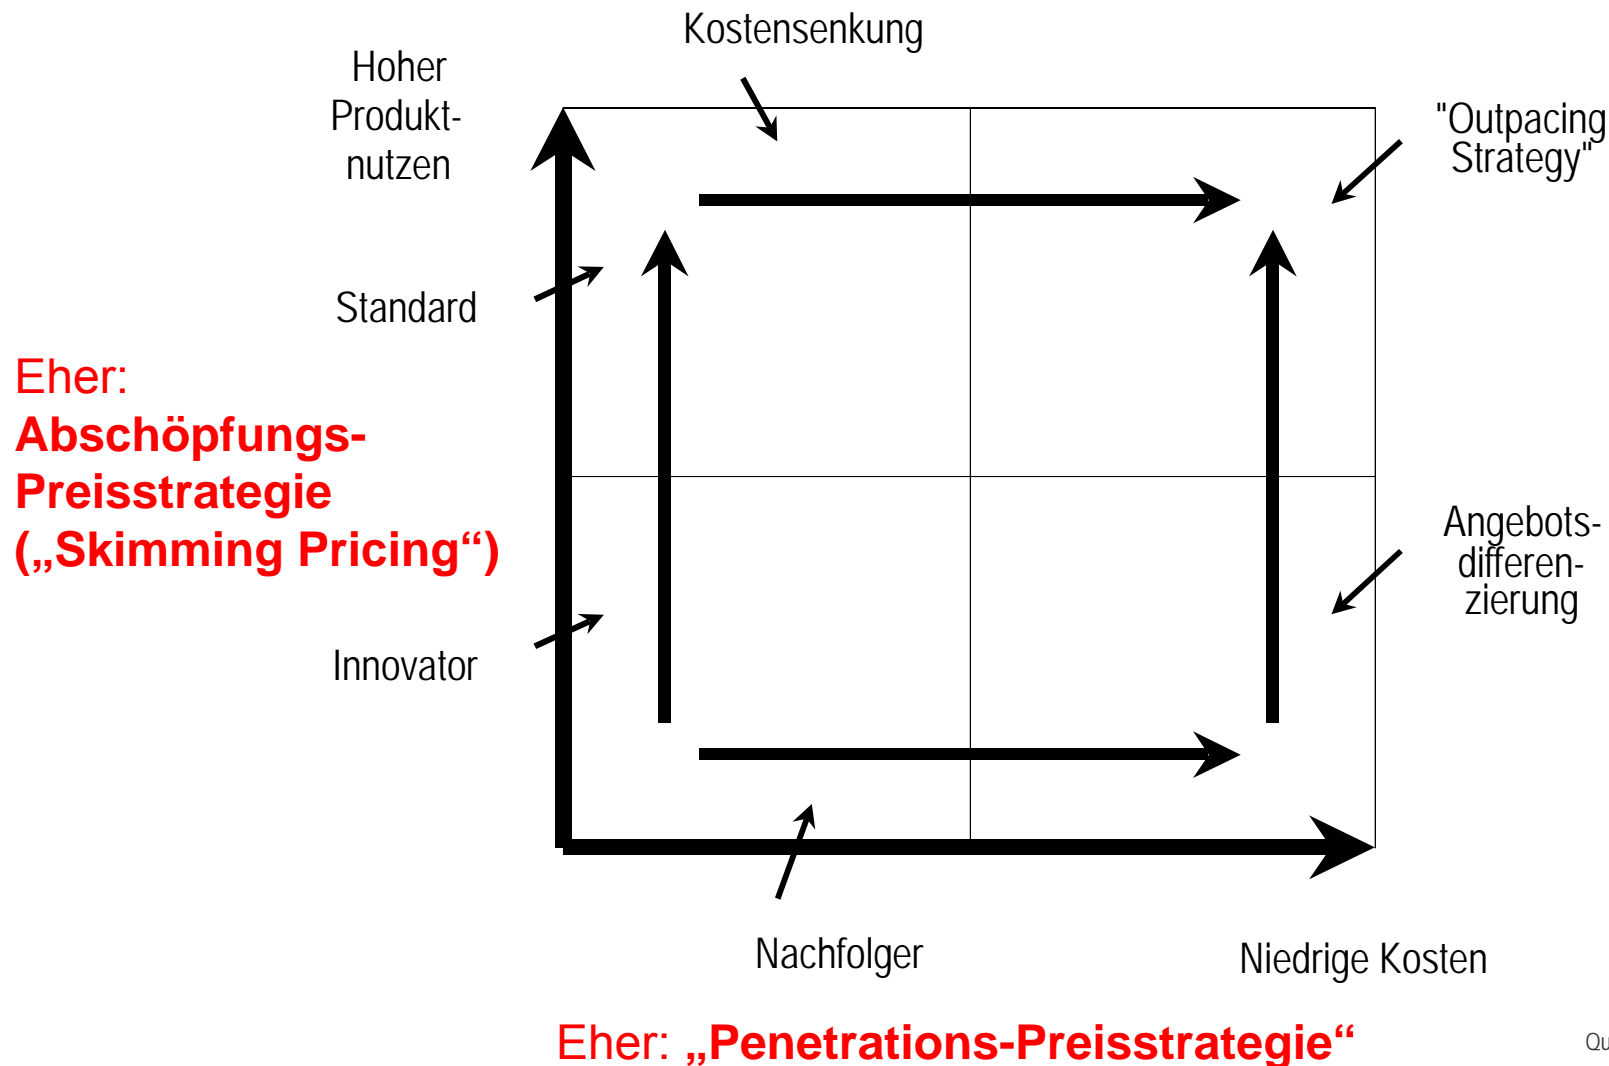 Kostensenkung
Hoher
Produkt-
nutzen
"Outpacing
Strategy"
Standard
Eher:
Abschöpfungs-
Preisstrategie
(„Skimming Pricing“)
Angebots-
differen-
zierung
Innovator
Nachfolger
Niedrige Kosten
Eher: „Penetrations-Preisstrategie“
Qu